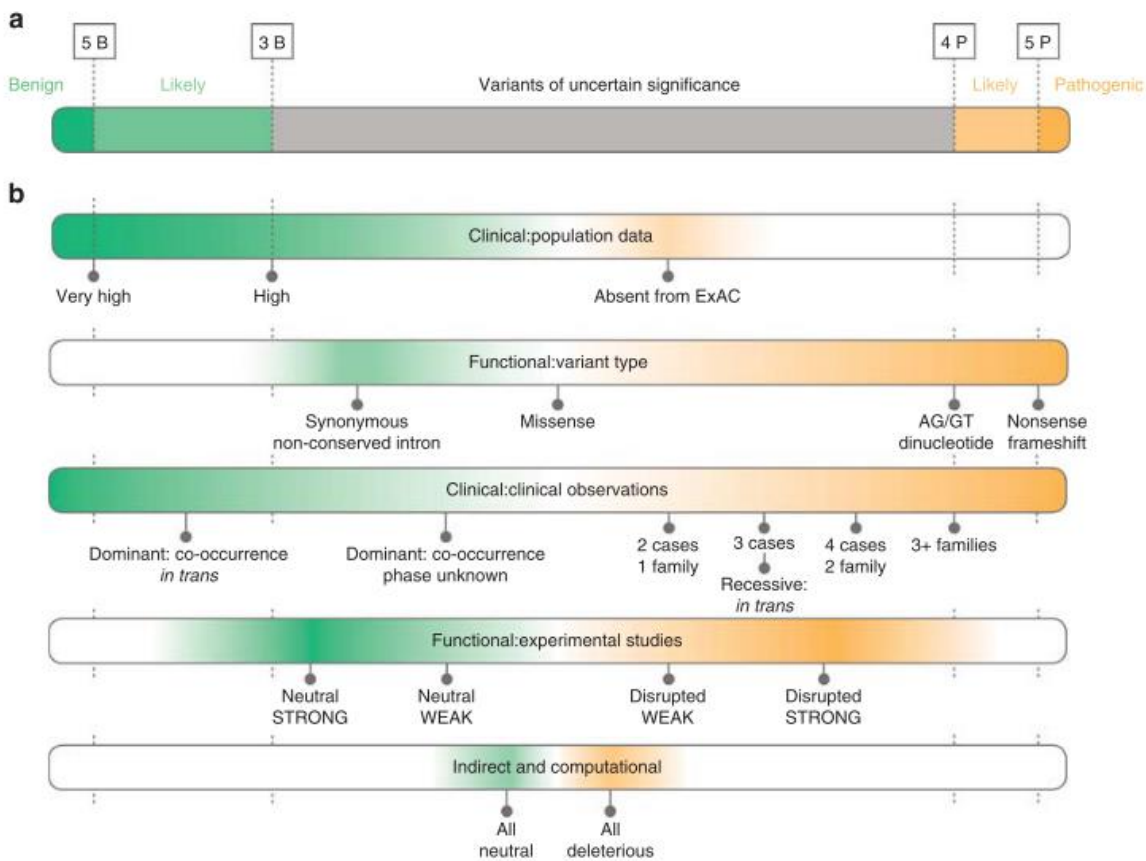 a
5 B
3 B
4 P
5 P
Benign
Likely
Variants of uncertain significance
Likely
Pathogenic
b
Clinical:population data
Very high
High
Absent from ExAC
Functional:variant type
Synonymous
non-conserved intron
Missense
AG/GT
dinucleotide
Nonsense
frameshift
Clinical:clinical observations
Dominant: co-occurrence
in trans
Dominant: co-occurrence
phase unknown
2 cases
1 family
3 cases
Recessive:
in trans
4 cases
2 family
3+ families
Functional:experimental studies
Neutral
STRONG
Neutral
WEAK
Disrupted
WEAK
Disrupted
STRONG
Indirect and computational
All
neutral
All
deleterious